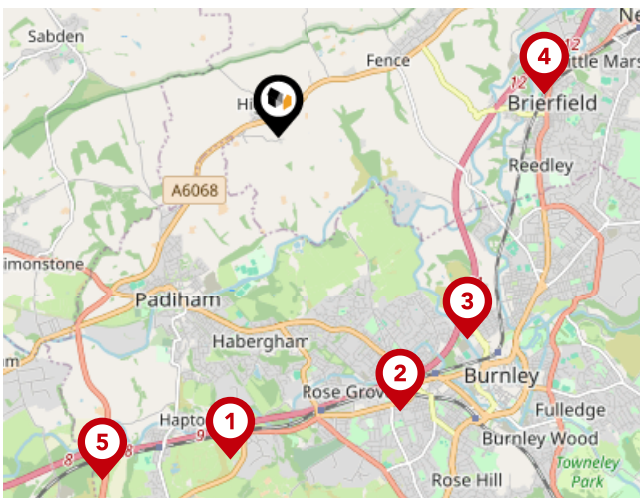 Sabden
Ne
Fence
12
4
ttle Mars
12
Hi
Brierfield
Reedley
A6068
imonstone
Padiham
3
Habergham
2
Rose Grov
Burnley
m
Hapto
1
9
Fulledge
5
8
8
Burnley Wood
Towneley
Park
Rose Hill